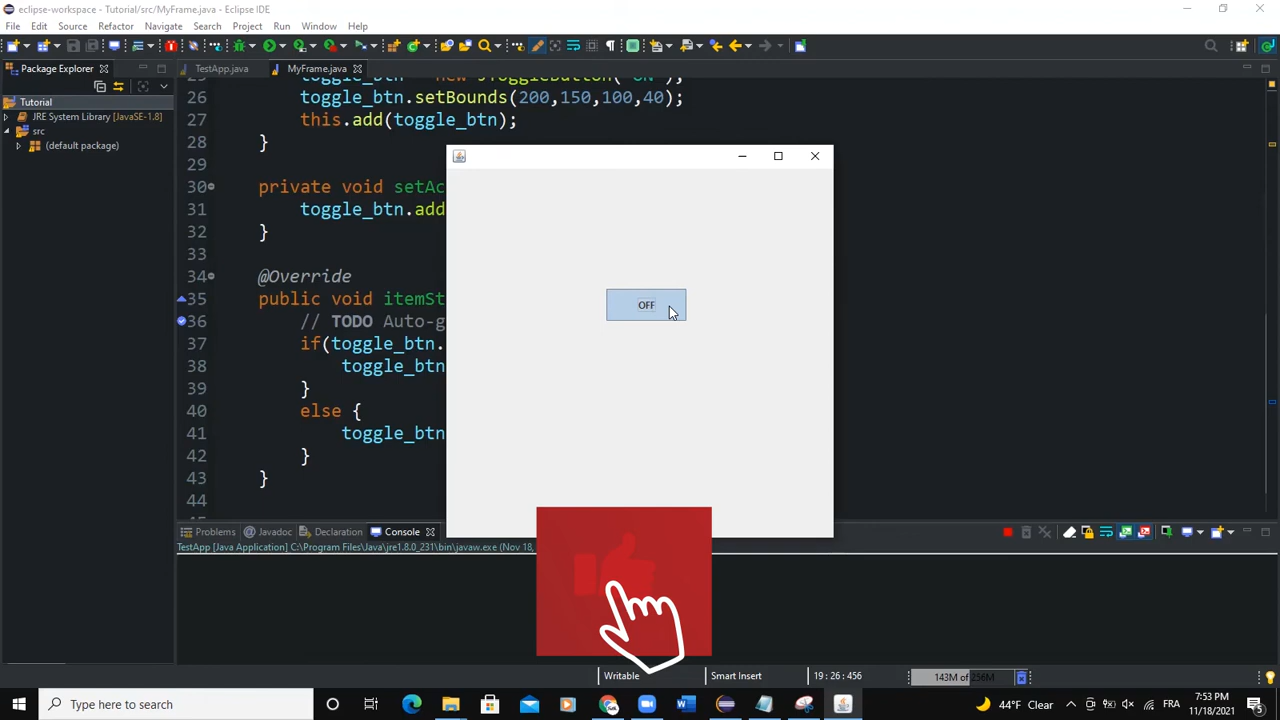 eclipse-workspace - Tutorial/src/MyFrame.java - Eclipse IDE
File Edit Source Refactor Navigate Search Project Run Window Help
Package Explorer
TestApp.java
MyFrame.java
Tutorial
JRE System Library [JavaSE-1.8]
src
(default package)
26 toggle_btn.setBounds(200,150,100,40);
27 this.add(toggle_btn);
28 }
29
30 private void setAc
31 toggle_btn.add
32 }
33
34 @Override
35 public void itemSt
36 // TODO Auto-g
37 if(toggle_btn.
38 toggle_btn
39 }
40 else {
41 toggle_btn
42 }
43 }
44
OFF
Problems Javadoc Declaration Console
TestApp [Java Application] C:\Program Files\Java\jre1.8.0_231\bin\javaw.exe (Nov 18,
Writable Smart Insert 19 : 26 : 456 143M of 256M
Type here to search
44°F Clear
FRA
7:53 PM
11/18/2021
5